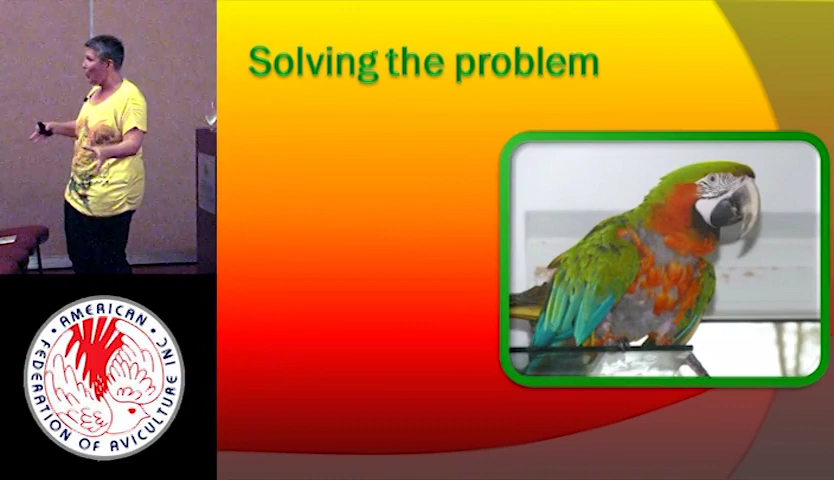 Solving the problem
AMERICAN
FEDERATION OF AVICULTURE INC